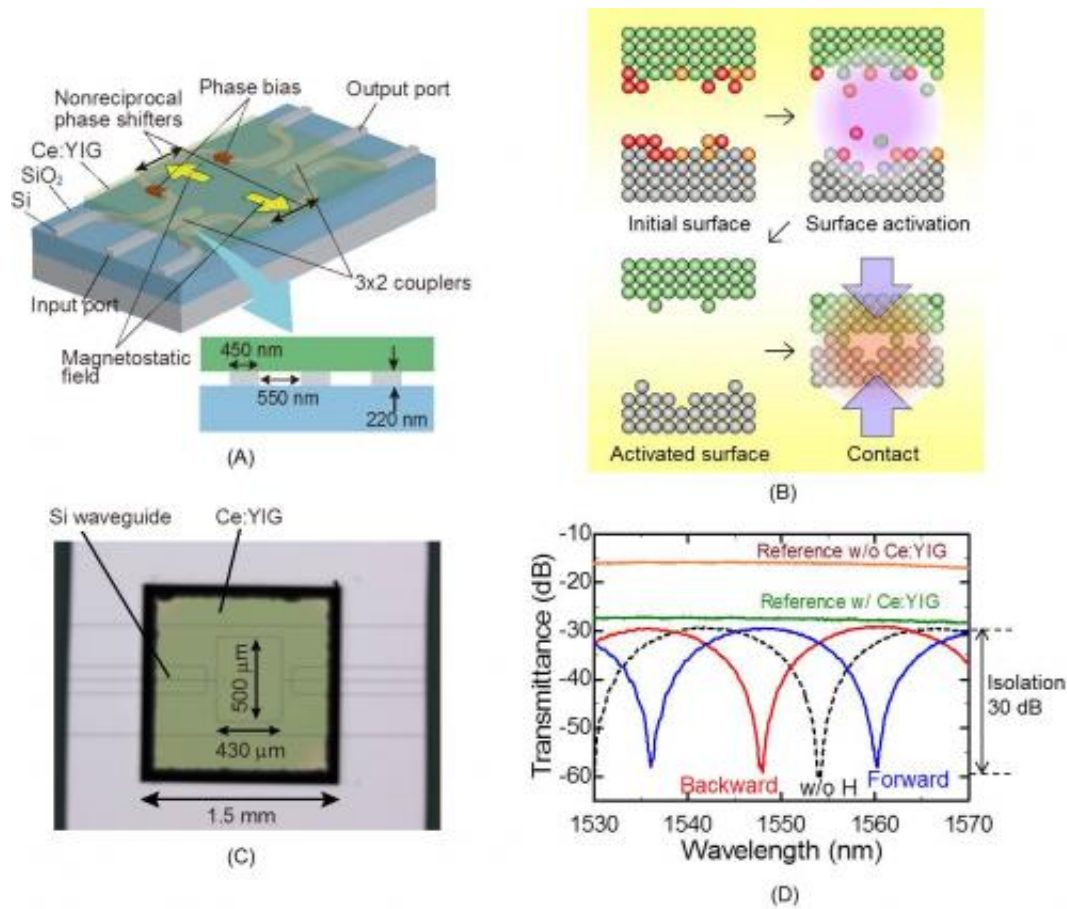 Phase bias
Output port
Nonreciprocal
phase shifters
Ce:YIG
SiO2
Si
Input port
3x2 couplers
Magnetostatic
field
450 nm
550 nm
220 nm
(A)
Initial surface
Surface activation
Activated surface
Contact
(B)
Si waveguide
Ce:YIG
500 μm
430 μm
1.5 mm
(C)
-10
-20
-30
-40
-50
-60
Transmittance (dB)
Reference w/o Ce:YIG
Reference w/ Ce:YIG
Isolation
30 dB
Backward
w/o H
Forward
1530
1540
1550
1560
1570
Wavelength (nm)
(D)